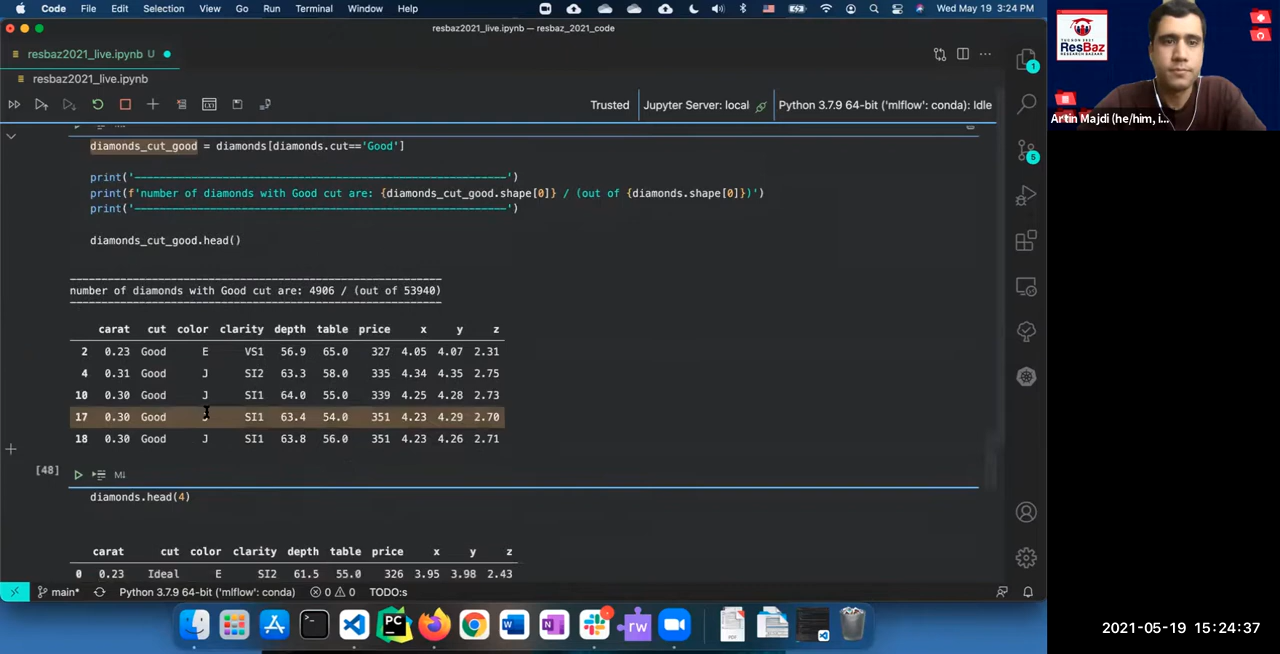 Code File Edit Selection View Go Run Terminal Window Help Wed May 19 3:24 PM
resbaz2021_live.ipynb — resbaz_2021_code
resbaz2021_live.ipynb U
resbaz2021_live.ipynb
Trusted Jupyter Server: local Python 3.7.9 64-bit ('mlflow': conda): Idle
diamonds_cut_good = diamonds[diamonds.cut=='Good']
print('---------------------------------------------------------------')
print(f'number of diamonds with Good cut are: {diamonds_cut_good.shape[0]} / (out of {diamonds.shape[0]})')
print('---------------------------------------------------------------')
diamonds_cut_good.head()
---------------------------------------------------------------
number of diamonds with Good cut are: 4906 / (out of 53940)
---------------------------------------------------------------
carat cut color clarity depth table price x y z
2 0.23 Good E VS1 56.9 65.0 327 4.05 4.07 2.31
4 0.31 Good J SI2 63.3 58.0 335 4.34 4.35 2.75
10 0.30 Good J SI1 64.0 55.0 339 4.25 4.28 2.73
17 0.30 Good J SI1 63.4 54.0 351 4.23 4.29 2.70
18 0.30 Good J SI1 63.8 56.0 351 4.23 4.26 2.71
[48] M↓
diamonds.head(4)
carat cut color clarity depth table price x y z
0 0.23 Ideal E SI2 61.5 55.0 326 3.95 3.98 2.43
main* Python 3.7.9 64-bit ('mlflow': conda) 0 0 TODO:s
1
6
PC
rw
PDF
ResBaz
RESEARCH BAZAAR
Artin Majdi (he/him, i...
2021-05-19 15:24:37